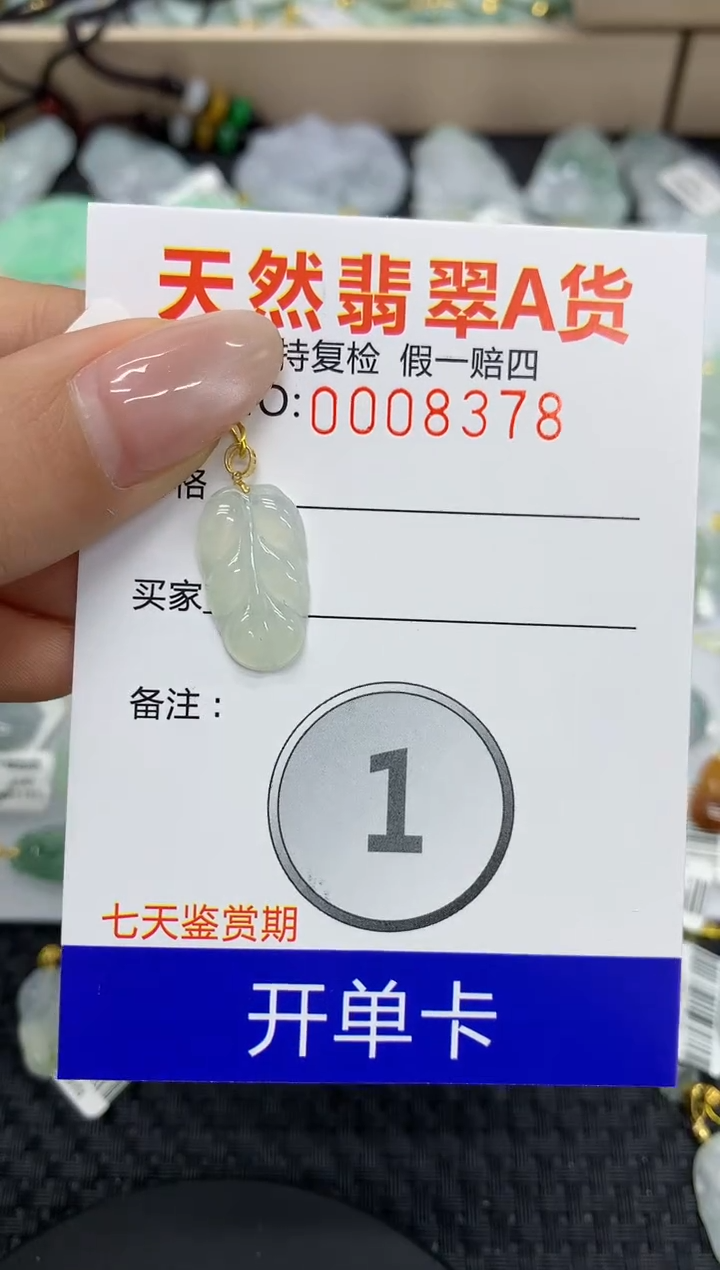 天然翡翠A货
持复检 假一赔四
O:0008378
格
买家
备注：
1
七天鉴赏期
开单卡